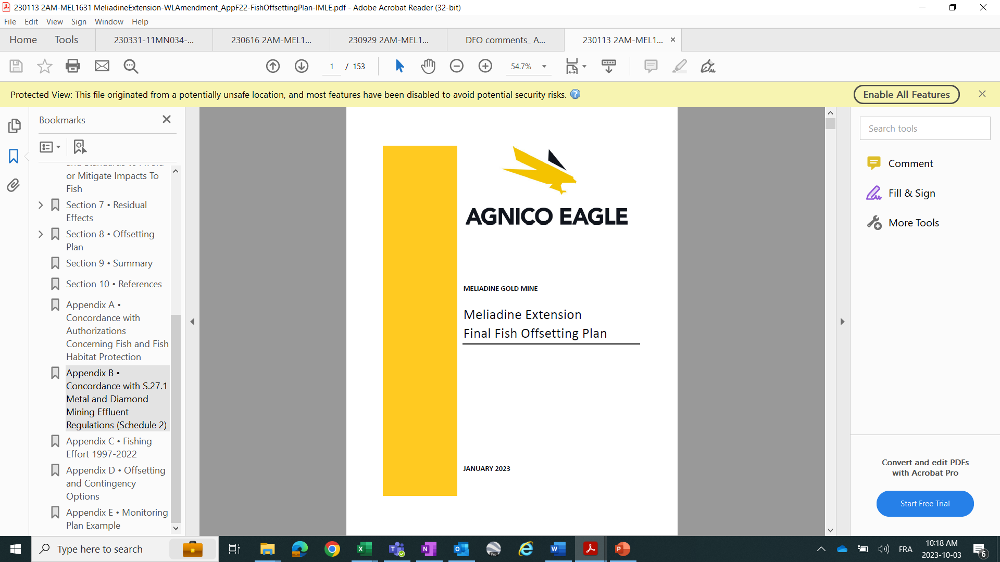 230113 2AM-MEL1631 MeliadineExtension-WLAmendment_AppF22-FishOffsettingPlan-IMLE.pdf - Adobe Acrobat Reader (32-bit)
File Edit View Sign Window Help
Home Tools 230331-11MN034-... 230616 2AM-MEL1... 230929 2AM-MEL1... DFO comments_ A... 230113 2AM-MEL1...
1 / 153 54.7%
Protected View: This file originated from a potentially unsafe location, and most features have been disabled to avoid potential security risks.
Enable All Features
Bookmarks
or Mitigate Impacts To
Fish
Section 7 • Residual
Effects
Section 8 • Offsetting
Plan
Section 9 • Summary
Section 10 • References
Appendix A •
Concordance with
Authorizations
Concerning Fish and Fish
Habitat Protection
Appendix B •
Concordance with S.27.1
Metal and Diamond
Mining Effluent
Regulations (Schedule 2)
Appendix C • Fishing
Effort 1997-2022
Appendix D • Offsetting
and Contingency
Options
Appendix E • Monitoring
Plan Example
AGNICO EAGLE
MELIADINE GOLD MINE
Meliadine Extension
Final Fish Offsetting Plan
JANUARY 2023
Search tools
Comment
Fill & Sign
More Tools
Convert and edit PDFs
with Acrobat Pro
Start Free Trial
Type here to search
Pro
FRA
10:18 AM
2023-10-03
6